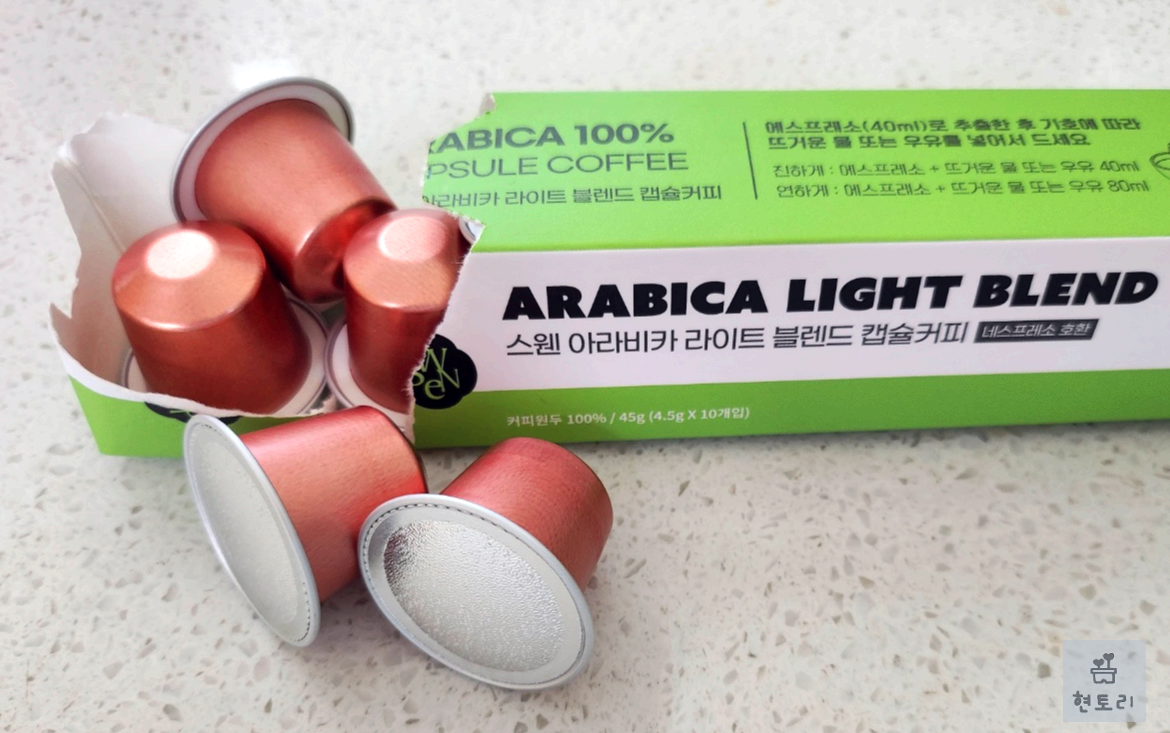 ABICA 100%
PSULE COFFEE
아라비카 라이트 블렌드 캡슐커피
에스프레소(40ml)로 추출한 후 기호에 따라
뜨거운 물 또는 우유를 넣어서 드세요
진하게 : 에스프레소 + 뜨거운 물 또는 우유 40ml
연하게 : 에스프레소 + 뜨거운 물 또는 우유 80ml
ARABICA LIGHT BLEND
스웬 아라비카 라이트 블렌드 캡슐커피 네스프레소 호환
커피원두 100% / 45g (4.5g X 10개입)
현토리